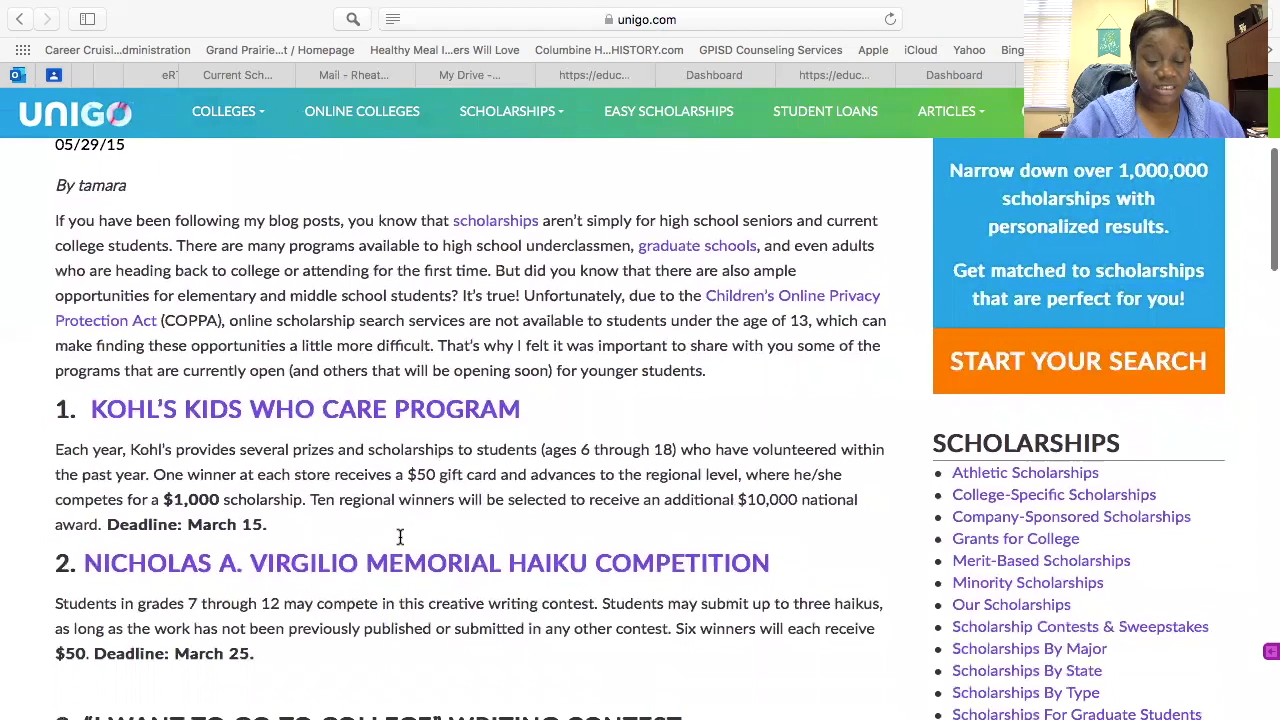 unigo.com
Career Cruisi...dmin
Healthy Meal I...ers Will Lov
Columbus - HISTORY.com
GPISD Counseling Services
Apple
iCloud
Yahoo
Bing
My Drive -...
https://educ...
Dashboard
https://educ...
Dashboard
UNIGO
COLLEGES
ONLINE COLLEGES
SCHOLARSHIPS
EASY SCHOLARSHIPS
STUDENT LOANS
ARTICLES
05/29/15
By tamara
If you have been following my blog posts, you know that scholarships aren’t simply for high school seniors and current
college students. There are many programs available to high school underclassmen, graduate schools, and even adults
who are heading back to college or attending for the first time. But did you know that there are also ample
opportunities for elementary and middle school students? It’s true! Unfortunately, due to the Children’s Online Privacy
Protection Act (COPPA), online scholarship search services are not available to students under the age of 13, which can
make finding these opportunities a little more difficult. That’s why I felt it was important to share with you some of the
programs that are currently open (and others that will be opening soon) for younger students.
1. KOHL’S KIDS WHO CARE PROGRAM
Each year, Kohl’s provides several prizes and scholarships to students (ages 6 through 18) who have volunteered within
the past year. One winner at each store receives a $50 gift card and advances to the regional level, where he/she
competes for a $1,000 scholarship. Ten regional winners will be selected to receive an additional $10,000 national
award. Deadline: March 15.
2. NICHOLAS A. VIRGILIO MEMORIAL HAIKU COMPETITION
Students in grades 7 through 12 may compete in this creative writing contest. Students may submit up to three haikus,
as long as the work has not been previously published or submitted in any other contest. Six winners will each receive
$50. Deadline: March 25.
3. “I WANT TO GO TO COLLEGE” WRITING CONTEST
Narrow down over 1,000,000
scholarships with
personalized results.
Get matched to scholarships
that are perfect for you!
START YOUR SEARCH
SCHOLARSHIPS
Athletic Scholarships
College-Specific Scholarships
Company-Sponsored Scholarships
Grants for College
Merit-Based Scholarships
Minority Scholarships
Our Scholarships
Scholarship Contests & Sweepstakes
Scholarships By Major
Scholarships By State
Scholarships By Type
Scholarships For Graduate Students